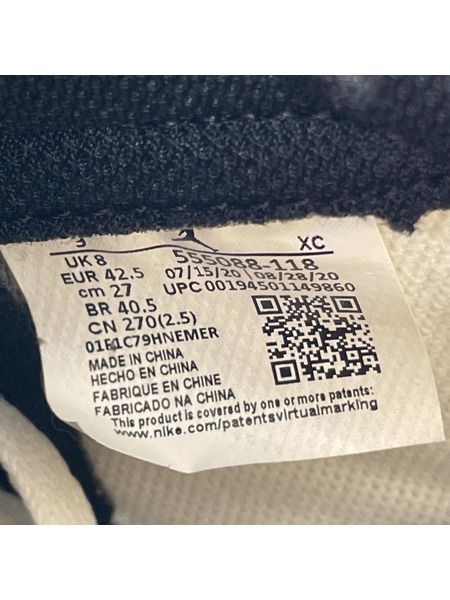 XC
UK 8
555088-118
EUR 42.5
07/15/20
08/28/20
cm 27
UPC 00194501149860
BR 40.5
CN 270(2.5)
01E1C79HNEMER
MADE IN CHINA
HECHO EN CHINA
FABRIQUE EN CHINE
FABRICADO NA CHINA
This product is covered by one or more patents:
www.nike.com/patentsvirtualmarking